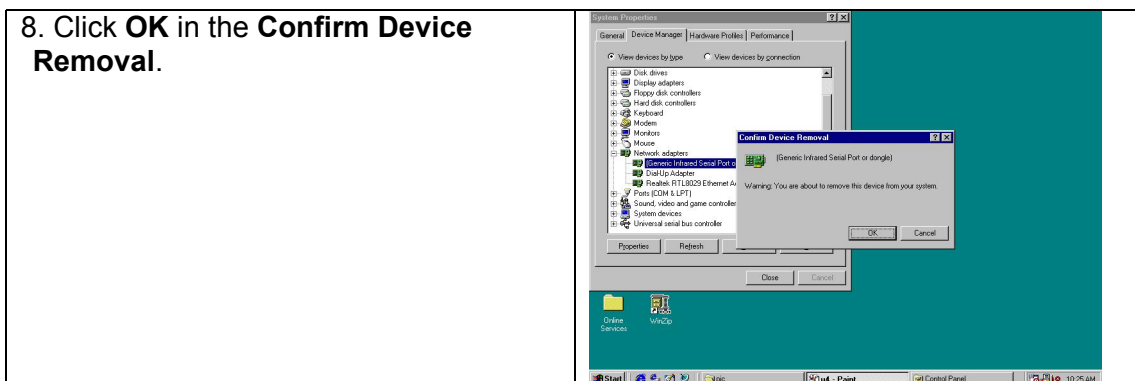 8. Click OK in the Confirm Device
Removal.
System Properties
General Device Manager Hardware Profiles Performance
View devices by type View devices by connection
Disk drives
Display adapters
Floppy disk controllers
Hard disk controllers
Keyboard
Modem
Monitors
Mouse
Network adapters
(Generic Infrared Serial Port o
Dial-Up Adapter
Realtek RTL8029 Ethernet A
Ports (COM & LPT)
Sound, video and game controller
System devices
Universal serial bus controller
Properties Refresh
Close Cancel
Confirm Device Removal
(Generic Infrared Serial Port or dongle)
Warning: You are about to remove this device from your system.
OK Cancel
Online
Services
WinZip
Start pic u4 - Paint Control Panel 10:25 AM